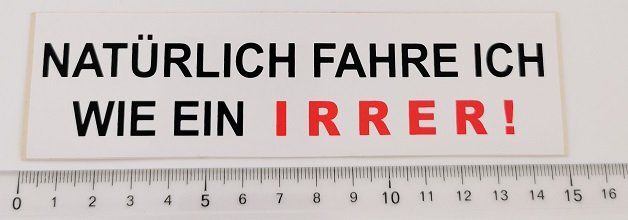 NATÜRLICH FAHRE ICH
WIE EIN IRRER!
0 1 2 3 4 5 6 7 8 9 10 11 12 13 14 15 16